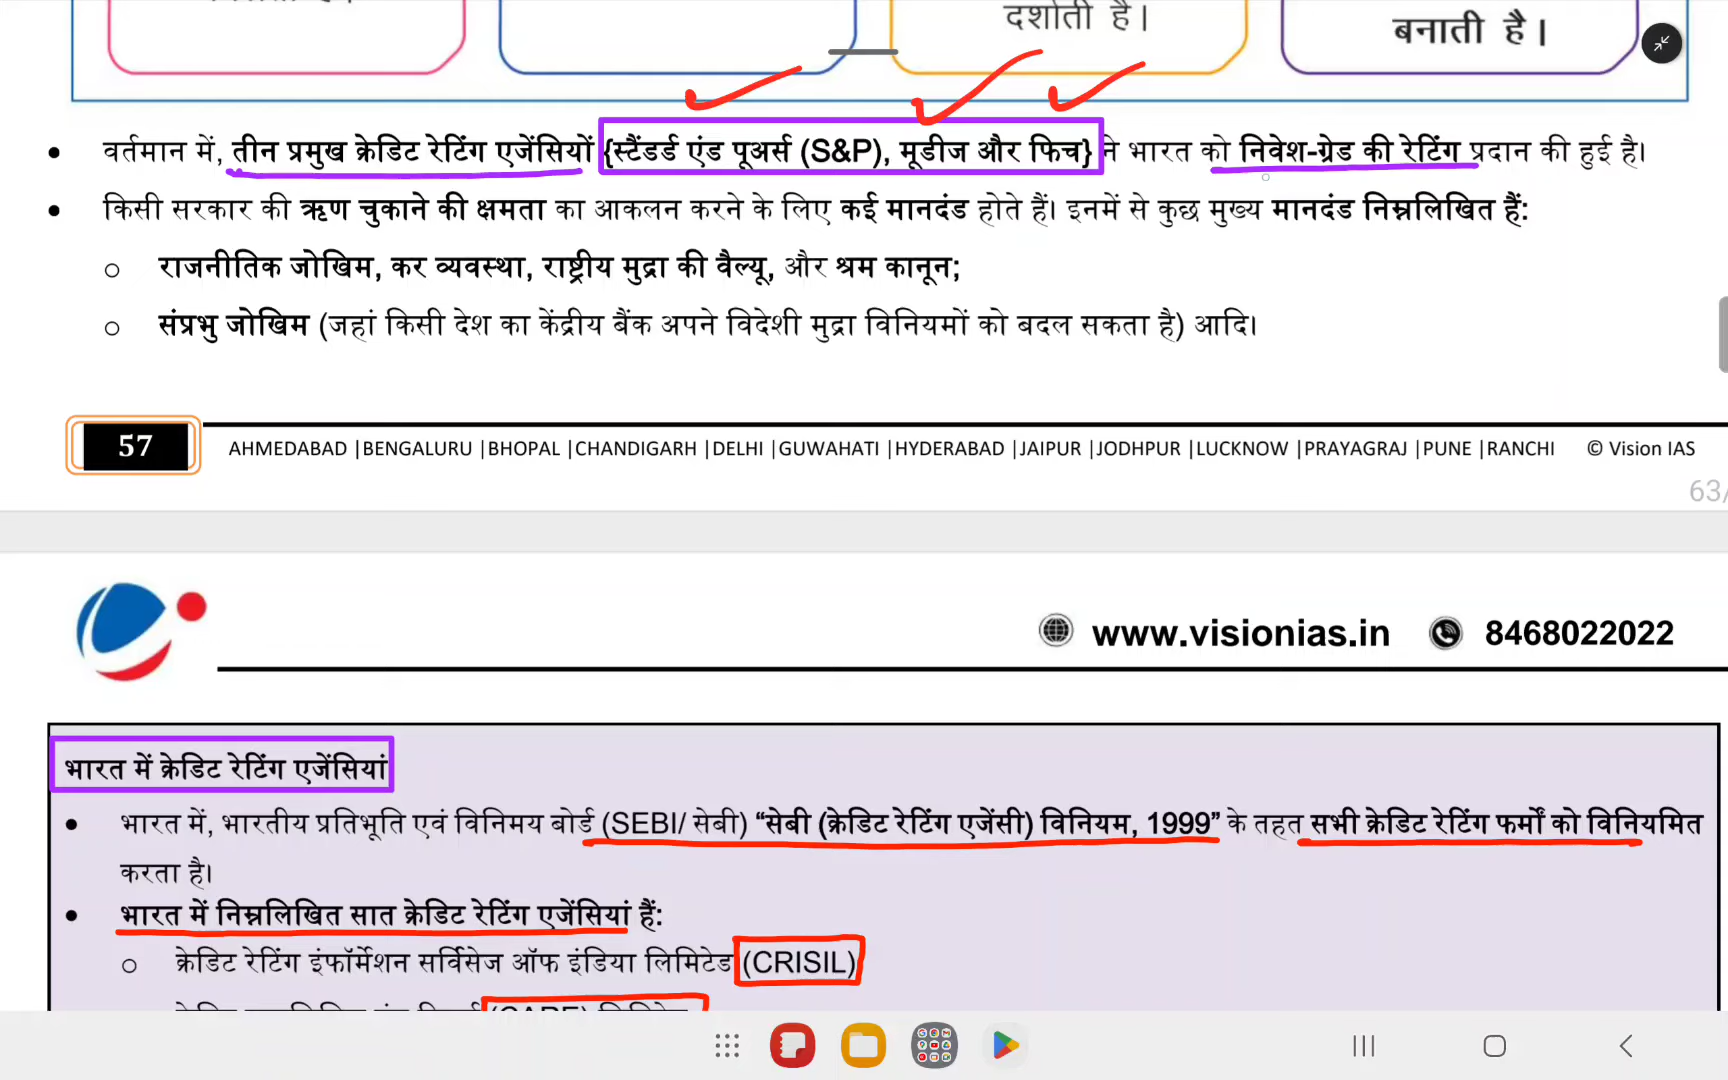 दर्शाती है।
बनाती है।
• वर्तमान में, तीन प्रमुख क्रेडिट रेटिंग एजेंसियों {स्टैंडर्ड एंड पूअर्स (S&P), मूडीज और फिच} ने भारत को निवेश-ग्रेड की रेटिंग प्रदान की हुई है।
• किसी सरकार की ऋण चुकाने की क्षमता का आकलन करने के लिए कई मानदंड होते हैं। इनमें से कुछ मुख्य मानदंड निम्नलिखित हैं:
o राजनीतिक जोखिम, कर व्यवस्था, राष्ट्रीय मुद्रा की वैल्यू, और श्रम कानून;
o संप्रभु जोखिम (जहां किसी देश का केंद्रीय बैंक अपने विदेशी मुद्रा विनियमों को बदल सकता है) आदि।
57 AHMEDABAD |BENGALURU |BHOPAL |CHANDIGARH |DELHI |GUWAHATI |HYDERABAD |JAIPUR |JODHPUR |LUCKNOW |PRAYAGRAJ |PUNE |RANCHI © Vision IAS
63/
www.visionias.in 8468022022
भारत में क्रेडिट रेटिंग एजेंसियां
• भारत में, भारतीय प्रतिभूति एवं विनिमय बोर्ड (SEBI/ सेबी) “सेबी (क्रेडिट रेटिंग एजेंसी) विनियम, 1999” के तहत सभी क्रेडिट रेटिंग फर्मों को विनियमित
करता है।
• भारत में निम्नलिखित सात क्रेडिट रेटिंग एजेंसियां हैं:
o क्रेडिट रेटिंग इंफॉर्मेशन सर्विसेज ऑफ इंडिया लिमिटेड (CRISIL)